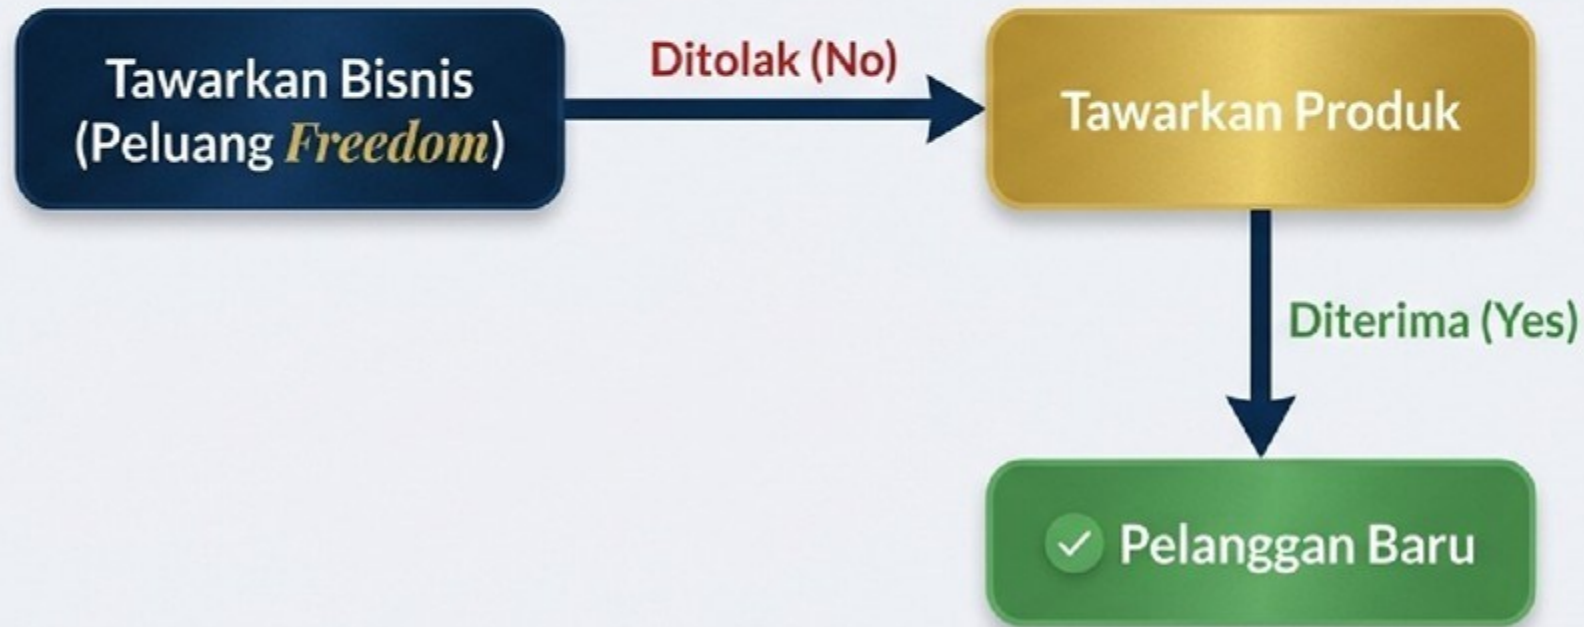 Tawarkan Bisnis
(Peluang Freedom)
Ditolak (No)
Tawarkan Produk
Diterima (Yes)
Pelanggan Baru